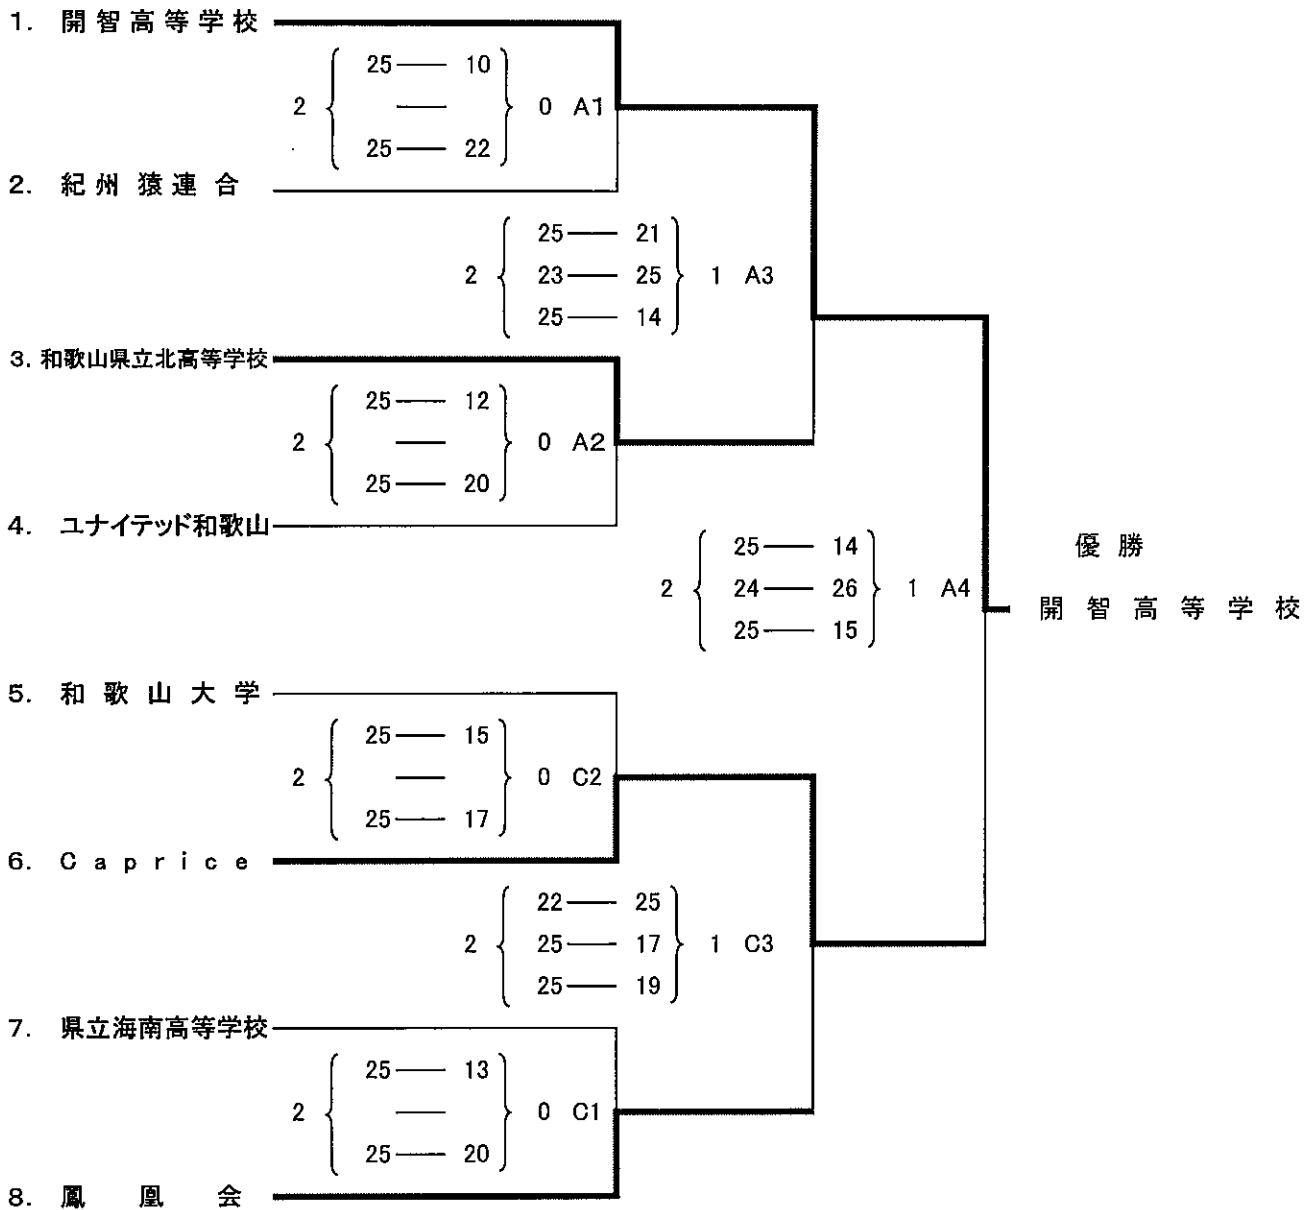 1. 開智高等学校
25 — 10
2 { — } 0 A1
25 — 22
2. 紀州猿連合
25 — 21
2 { 23 — 25 } 1 A3
25 — 14
3. 和歌山県立北高等学校
25 — 12
2 { — } 0 A2
25 — 20
4. ユナイテッド和歌山
25 — 14
優勝
2 { 24 — 26 } 1 A4
開智高等学校
25 — 15
5. 和歌山大学
25 — 15
2 { — } 0 C2
25 — 17
6. Caprice
22 — 25
2 { 25 — 17 } 1 C3
25 — 19
7. 県立海南高等学校
25 — 13
2 { — } 0 C1
25 — 20
8. 鳳凰会